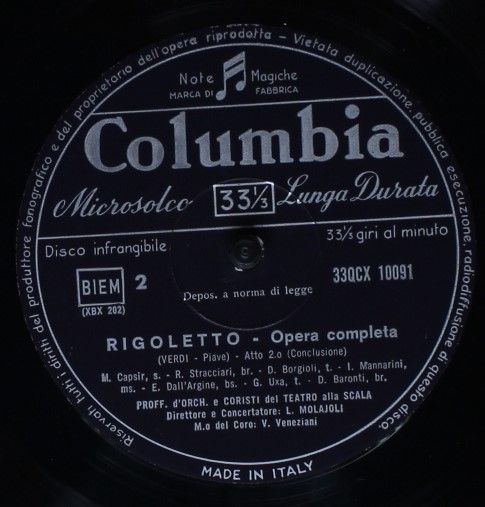 Riservati tutti i diritti del produttore fonografico e del proprietario dell'opera riprodotta - Vietata duplicazione, pubblica esecuzione, radiodiffusione di questo disco.
Note Magiche
MARCA DI FABBRICA
Columbia
Microsolco 33⅓ Lunga Durata
Disco infrangibile
33⅓ giri al minuto
BIEM 2
33QCX 10091
(XBX 202)
Depos. a norma di legge
RIGOLETTO - Opera completa
(VERDI - Piave) - Atto 2.o (Conclusione)
M. Capsir, s. - R. Stracciari, br. - D. Borgioli, t. - I. Mannarini,
ms. - E. Dall'Argine, bs. - G. Uxa, t. - D. Baronti, br.
PROFF. d'ORCH. e CORISTI del TEATRO alla SCALA
Direttore e Concertatore: L. MOLAJOLI
M.o del Coro: V. Veneziani
MADE IN ITALY